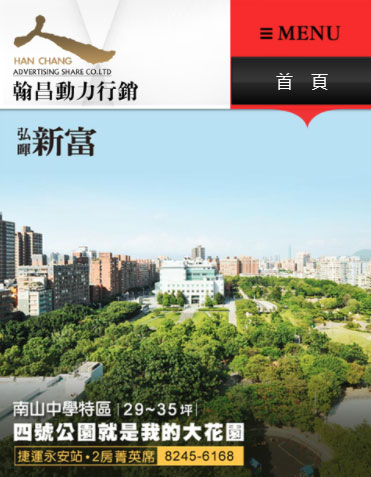 HAN CHANG
ADVERTISING SHARE CO.LTD
翰昌動力行銷
≡ MENU
首 頁
弘暉
新富
南山中學特區 | 29~35坪 |
四號公園就是我的大花園
捷運永安站・2房菁英席 8245-6168